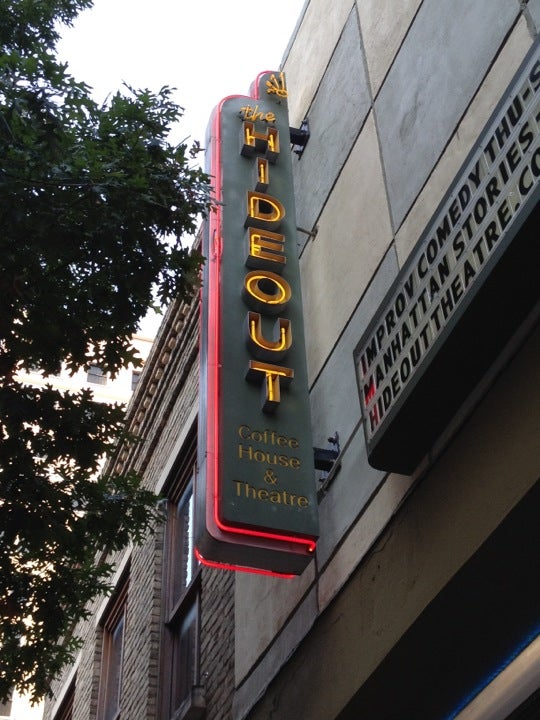 the
HIDEOUT
Coffee
House
&
Theatre
IMPROV COMEDY THU-S
MANHATTAN STORIES -
HIDEOUTTHEATRE.CO